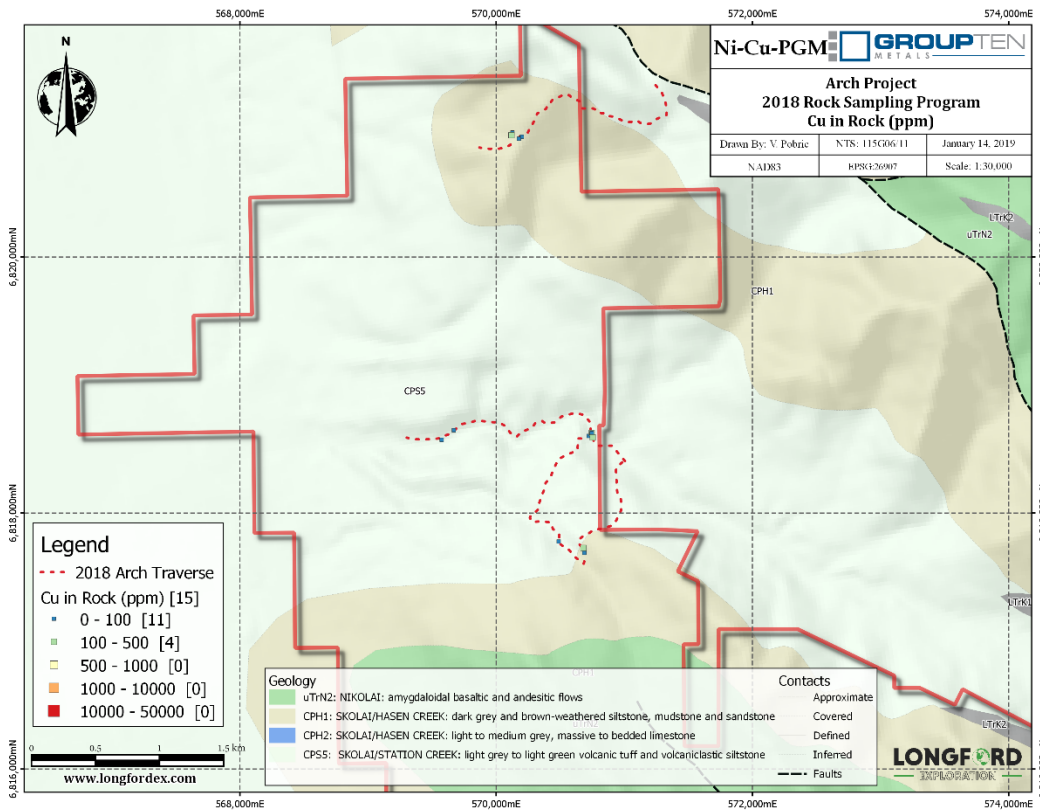 568,000mE
570,000mE
572,000mE
574,000mE
N
Ni-Cu-PGM
GROUP TEN
METALS
Arch Project
2018 Rock Sampling Program
Cu in Rock (ppm)
Drawn By: V. Pobric
NTS: 115G06/11
January 14, 2019
NAD83
EPSG:26907
Scale: 1:30,000
LTrK2
uTrN2
6,820,000mN
CPH1
CPS5
6,818,000mN
LTrK1
Legend
2018 Arch Traverse
Cu in Rock (ppm) [15]
0 - 100 [11]
100 - 500 [4]
500 - 1000 [0]
1000 - 10000 [0]
10000 - 50000 [0]
0 0.5 1 1.5 km
www.longfordex.com
CPH1
Geology
uTrN2: NIKOLAI: amygdaloidal basaltic and andesitic flows
CPH1: SKOLAI/HASEN CREEK: dark grey and brown-weathered siltstone, mudstone and sandstone
CPH2: SKOLAI/HASEN CREEK: light to medium grey, massive to bedded limestone
CPS5: SKOLAI/STATION CREEK: light grey to light green volcanic tuff and volcaniclastic siltstone
Contacts
Approximate
Covered
Defined
Inferred
Faults
LTrK2
LONGFORD
EXPLORATION
6,816,000mN
568,000mE
570,000mE
572,000mE
574,000mE